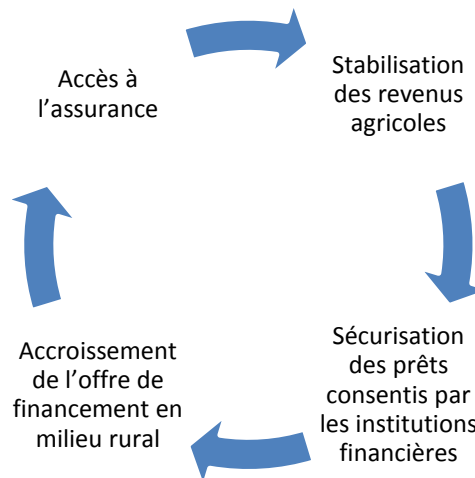 Accès à
l’assurance
Stabilisation
des revenus
agricoles
Sécurisation
des prêts
consentis par
les institutions
financières
Accroissement
de l’offre de
financement en
milieu rural